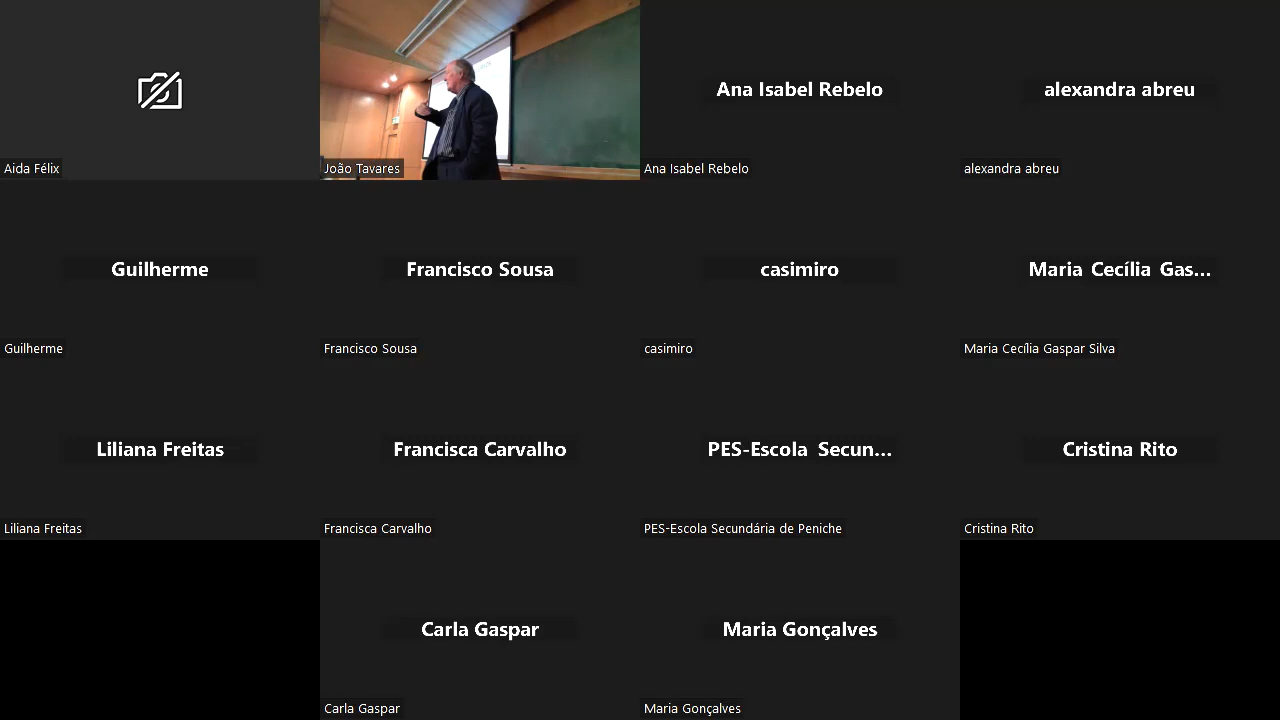 Aida Félix
João Tavares
Ana Isabel Rebelo
Ana Isabel Rebelo
alexandra abreu
alexandra abreu
Guilherme
Guilherme
Francisco Sousa
Francisco Sousa
casimiro
casimiro
Maria Cecília Gas...
Maria Cecília Gaspar Silva
Liliana Freitas
Liliana Freitas
Francisca Carvalho
Francisca Carvalho
PES-Escola Secun...
PES-Escola Secundária de Peniche
Cristina Rito
Cristina Rito
Carla Gaspar
Carla Gaspar
Maria Gonçalves
Maria Gonçalves